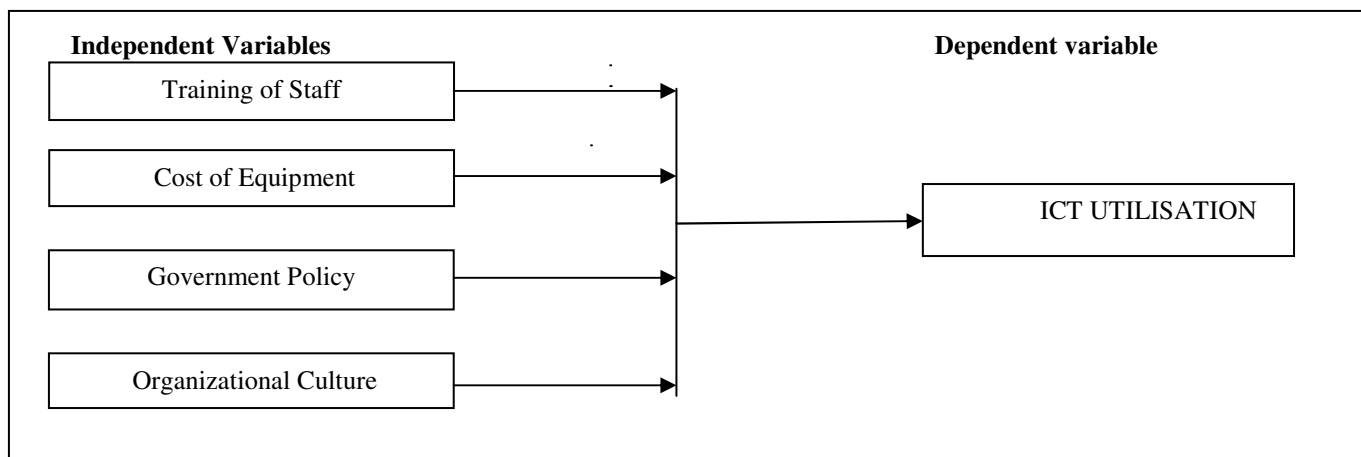 Independent Variables
Dependent variable
Training of Staff
Cost of Equipment
ICT UTILISATION
Government Policy
Organizational Culture